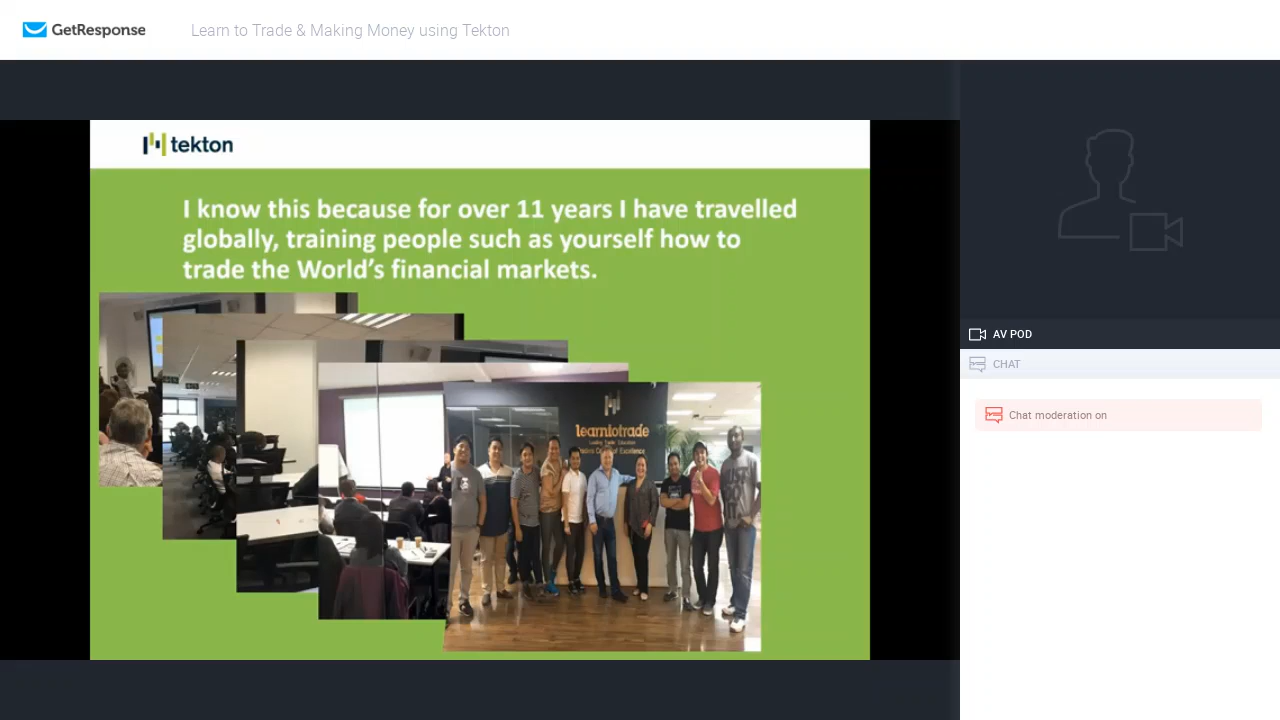 GetResponse
Learn to Trade & Making Money using Tekton
tekton
I know this because for over 11 years I have travelled
globally, training people such as yourself how to
trade the World's financial markets.
learntotrade
AV POD
CHAT
Chat moderation on